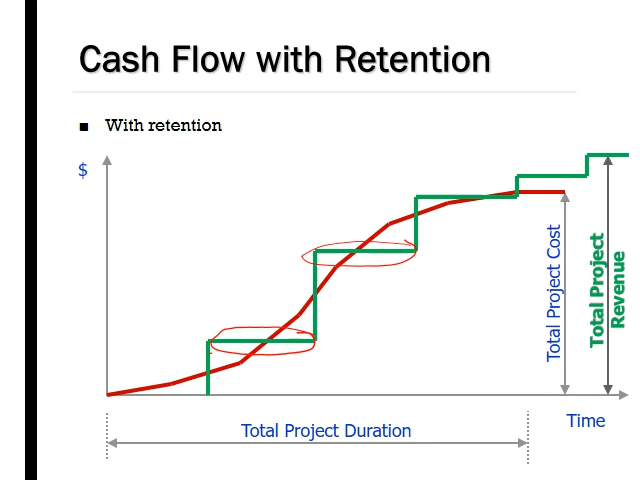 Cash Flow with Retention
■ With retention
$
Total Project Cost
Total Project
Revenue
Time
Total Project Duration